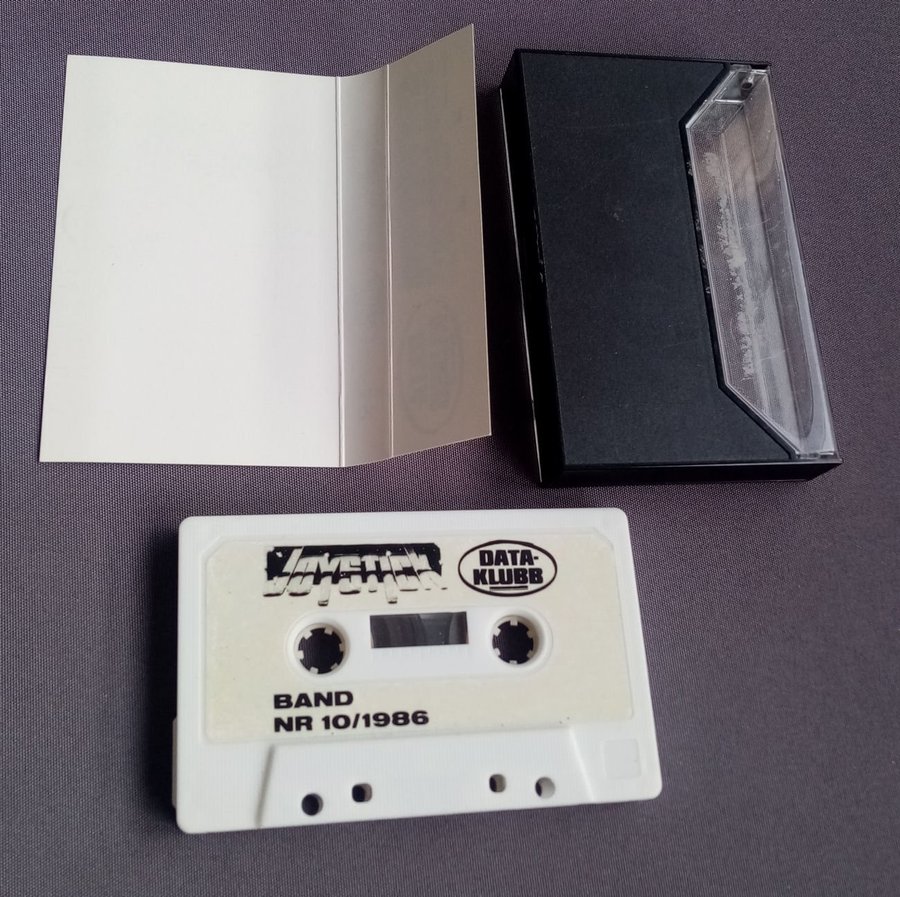 JOYSTICK
DATA-
KLUBB
BAND
NR 10/1986